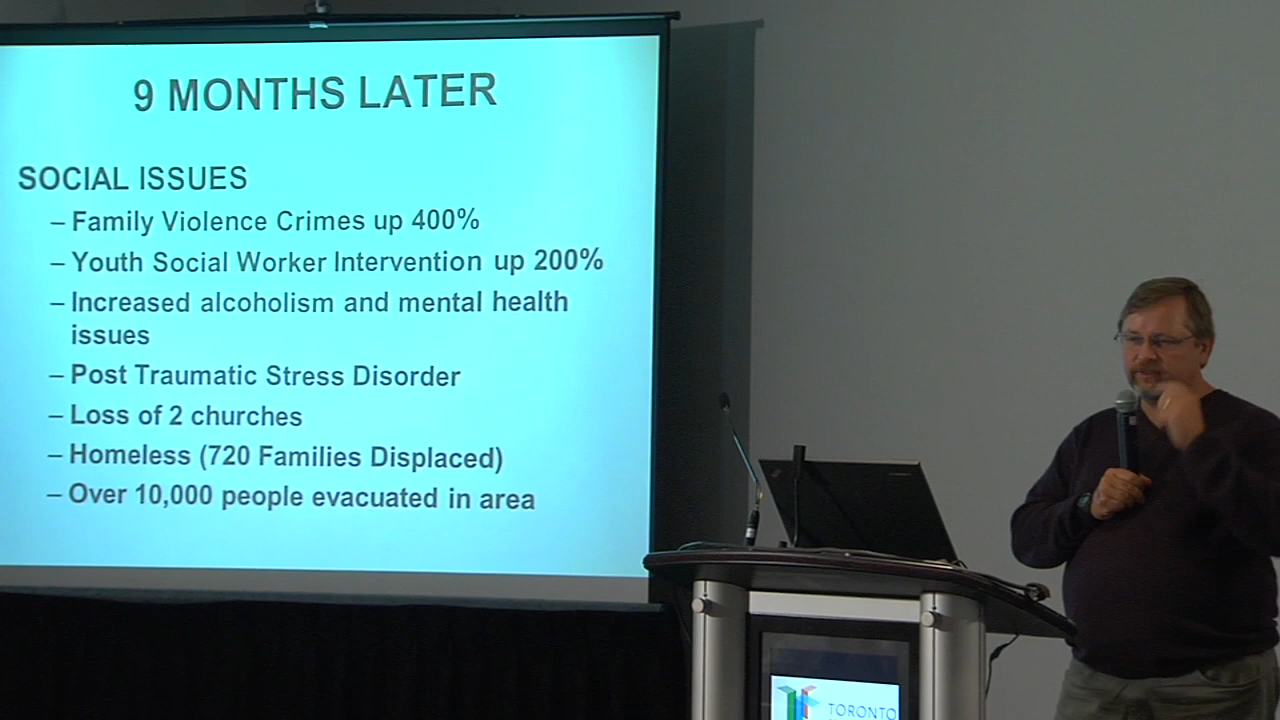 9 MONTHS LATER
SOCIAL ISSUES
– Family Violence Crimes up 400%
– Youth Social Worker Intervention up 200%
– Increased alcoholism and mental health
issues
– Post Traumatic Stress Disorder
– Loss of 2 churches
– Homeless (720 Families Displaced)
– Over 10,000 people evacuated in area
TORONTO